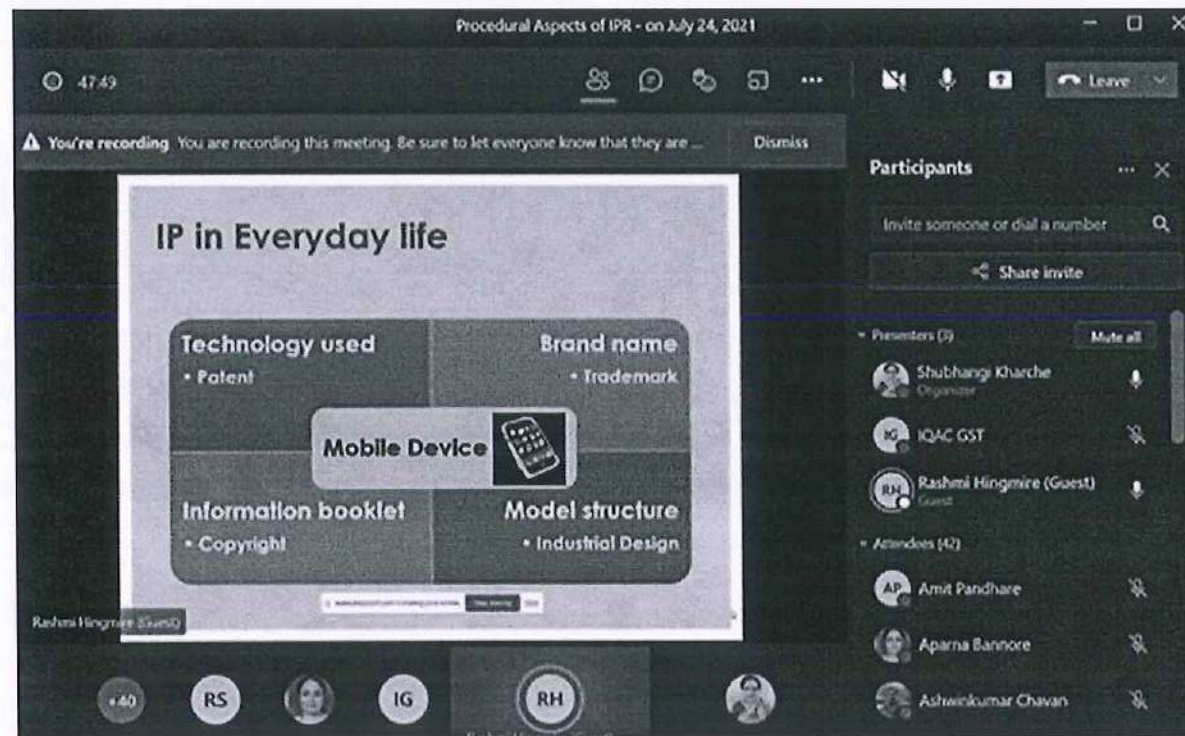 Procedural Aspects of IPR - on July 24, 2021
47:49
Leave
You're recording You are recording this meeting. Be sure to let everyone know that they are ...
Dismiss
IP in Everyday life
Technology used
• Patent
Brand name
• Trademark
Mobile Device
Information booklet
• Copyright
Model structure
• Industrial Design
Rashmi Hingmire (Guest)
+40
RS
IG
RH
Participants
Invite someone or dial a number
Share invite
Presenters (3)
Mute all
Shubhangi Kharche
Organizer
IG IQAC GST
RH Rashmi Hingmire (Guest)
Guest
Attendees (42)
AP Amit Pandhare
Aparna Bannore
Ashwinkumar Chavan